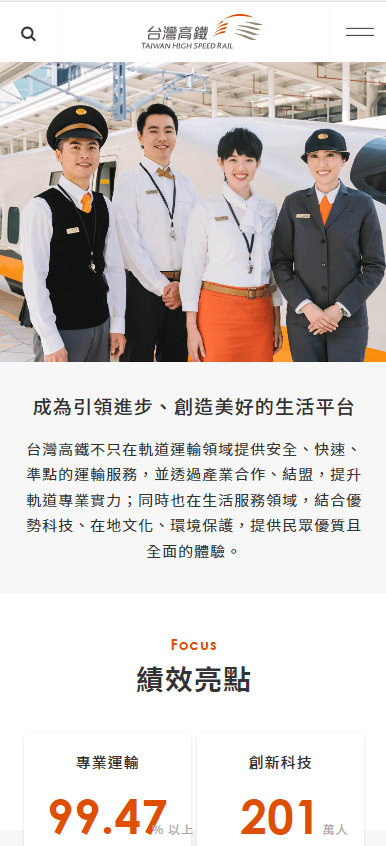 台灣高鐵
TAIWAN HIGH SPEED RAIL
成為引領進步、創造美好的生活平台
台灣高鐵不只在軌道運輸領域提供安全、快速、
準點的運輸服務，並透過產業合作、結盟，提升
軌道專業實力；同時也在生活服務領域，結合優
勢科技、在地文化、環境保護，提供民眾優質且
全面的體驗。
Focus
績效亮點
專業運輸
99.47% 以上
創新科技
201 萬人